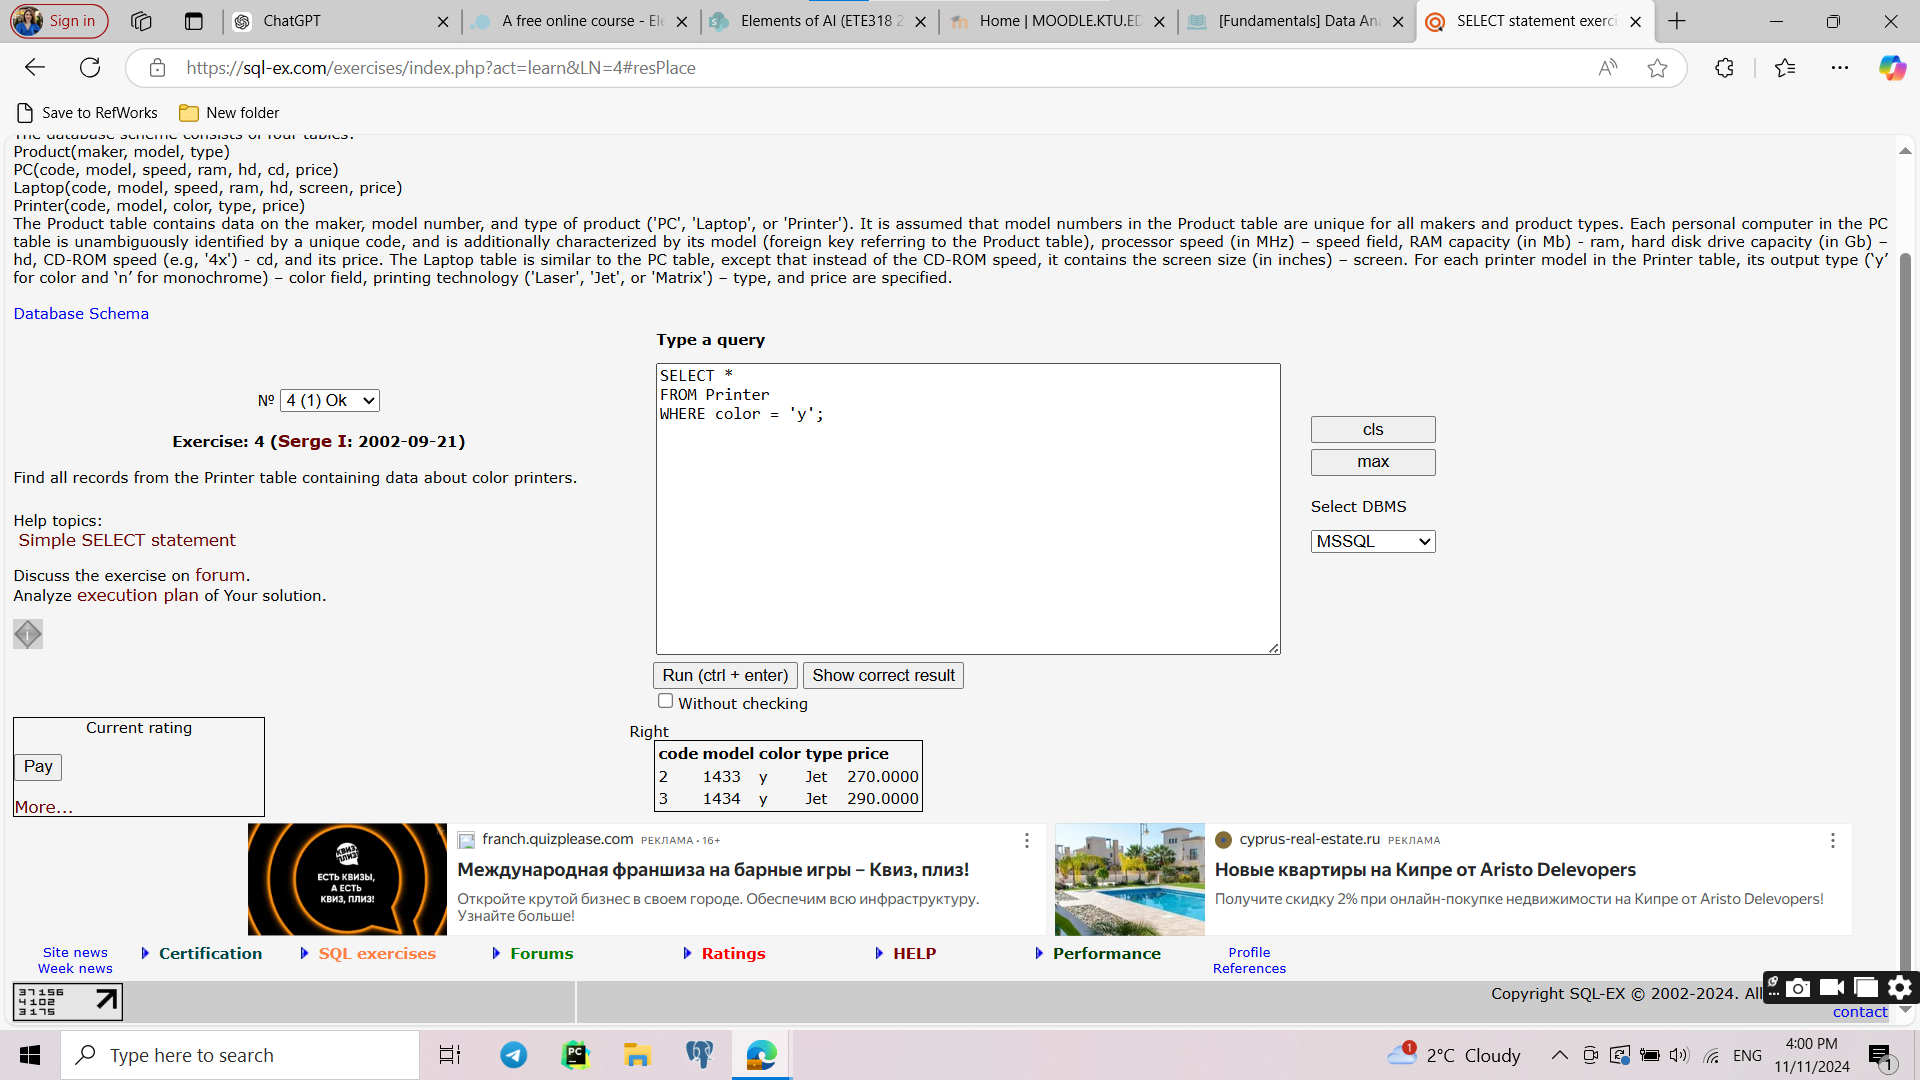 Sign in
ChatGPT
A free online course - Ele
Elements of AI (ETE318 2
Home | MOODLE.KTU.ED
[Fundamentals] Data Ana
SELECT statement exerci
https://sql-ex.com/exercises/index.php?act=learn&LN=4#resPlace
Save to RefWorks
New folder
The database scheme consists of four tables:
Product(maker, model, type)
PC(code, model, speed, ram, hd, cd, price)
Laptop(code, model, speed, ram, hd, screen, price)
Printer(code, model, color, type, price)
The Product table contains data on the maker, model number, and type of product ('PC', 'Laptop', or 'Printer'). It is assumed that model numbers in the Product table are unique for all makers and product types. Each personal computer in the PC
table is unambiguously identified by a unique code, and is additionally characterized by its model (foreign key referring to the Product table), processor speed (in MHz) – speed field, RAM capacity (in Mb) - ram, hard disk drive capacity (in Gb) –
hd, CD-ROM speed (e.g, '4x') - cd, and its price. The Laptop table is similar to the PC table, except that instead of the CD-ROM speed, it contains the screen size (in inches) – screen. For each printer model in the Printer table, its output type (‘y’
for color and ‘n’ for monochrome) – color field, printing technology ('Laser', 'Jet', or 'Matrix') – type, and price are specified.
Database Schema
Type a query
SELECT *
FROM Printer
WHERE color = 'y';
№ 4 (1) Ok
Exercise: 4 (Serge I: 2002-09-21)
Find all records from the Printer table containing data about color printers.
Help topics:
Simple SELECT statement
Discuss the exercise on forum.
Analyze execution plan of Your solution.
cls
max
Select DBMS
MSSQL
Run (ctrl + enter)
Show correct result
Without checking
Current rating
Pay
More...
Right
code model color type price
2 1433 y Jet 270.0000
3 1434 y Jet 290.0000
КВИЗ, ПЛИЗ!
ЕСТЬ КВИЗЫ,
А ЕСТЬ
КВИЗ, ПЛИЗ!
franch.quizplease.com РЕКЛАМА • 16+
Международная франшиза на барные игры – Квиз, плиз!
Откройте крутой бизнес в своем городе. Обеспечим всю инфраструктуру.
Узнайте больше!
cyprus-real-estate.ru РЕКЛАМА
Новые квартиры на Кипре от Aristo Delevopers
Получите скидку 2% при онлайн-покупке недвижимости на Кипре от Aristo Delevopers!
Site news
Week news
Certification
SQL exercises
Forums
Ratings
HELP
Performance
Profile
References
37156
4102
3175
Copyright SQL-EX © 2002-2024. All
contact
Type here to search
PC
1
2°C Cloudy
ENG
4:00 PM
11/11/2024
1